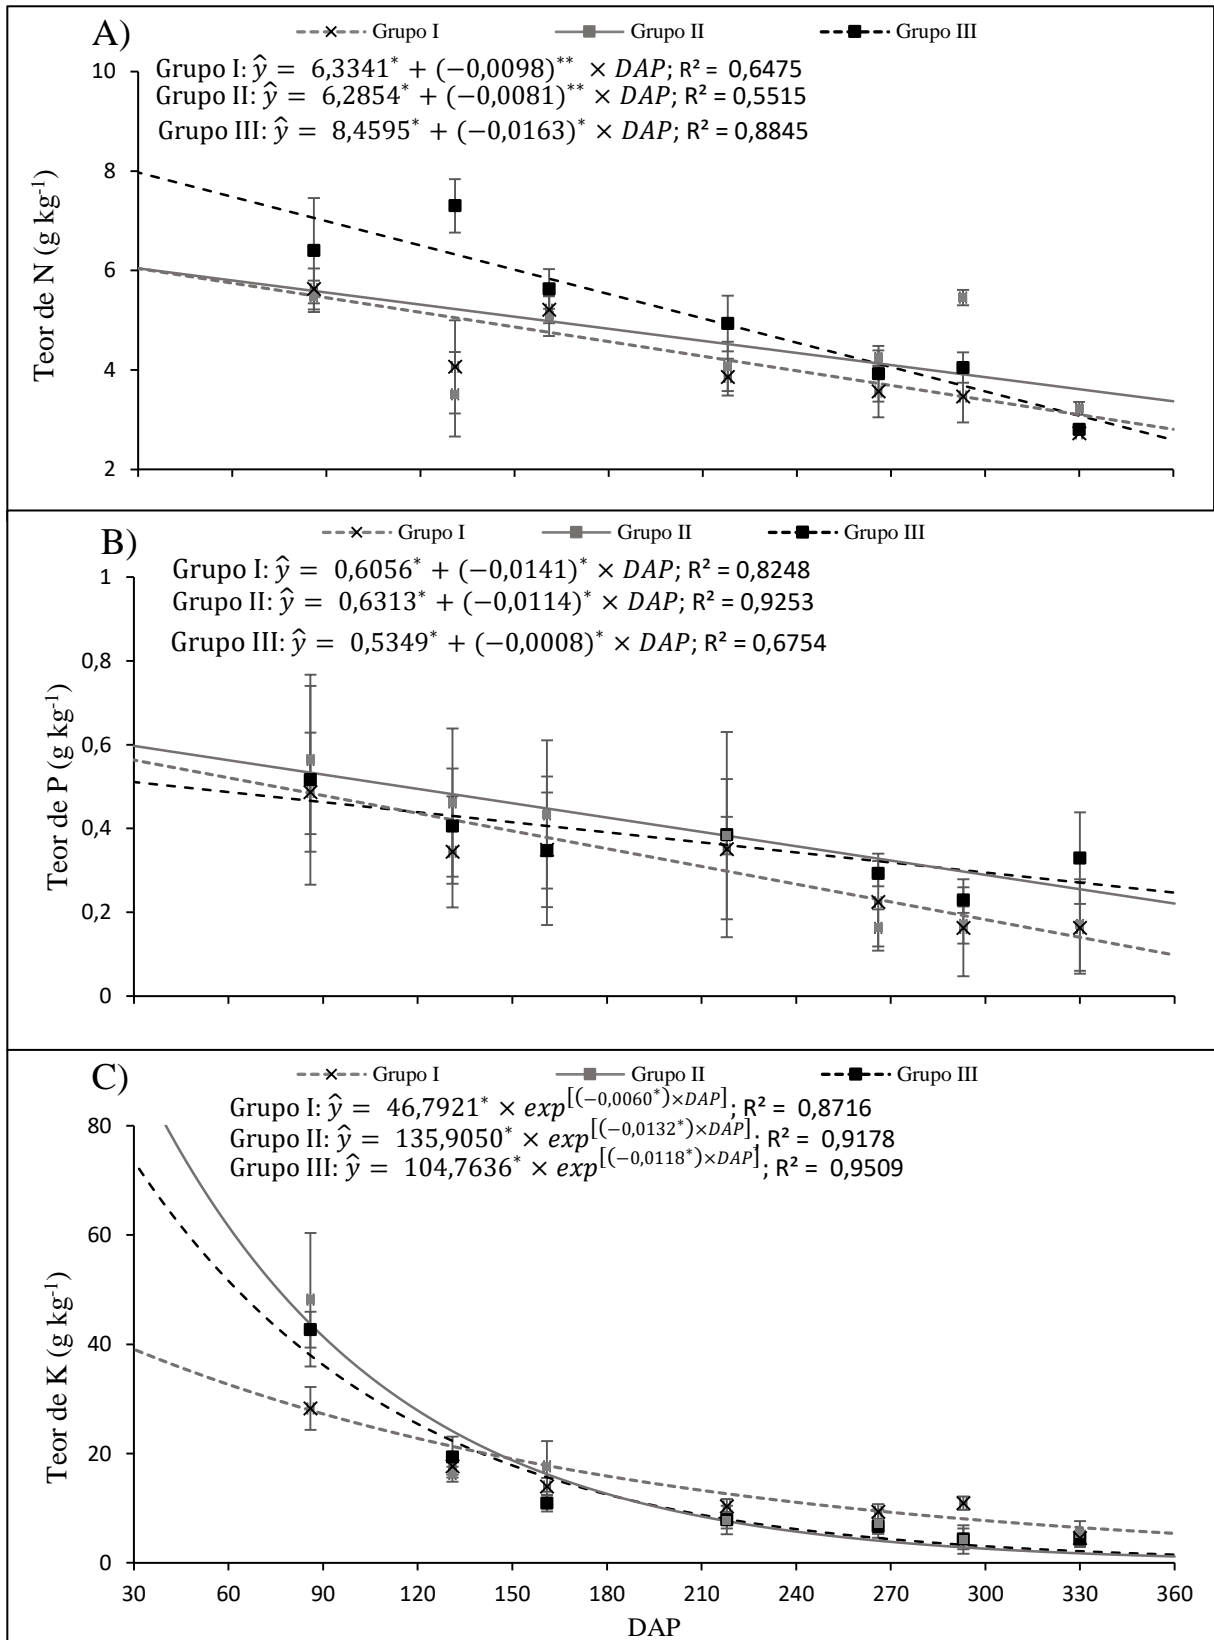 A)
Grupo I Grupo II Grupo III
Grupo I: ŷ = 6,3341* + (−0,0098)** × DAP; R² = 0,6475
Grupo II: ŷ = 6,2854* + (−0,0081)** × DAP; R² = 0,5515
Grupo III: ŷ = 8,4595* + (−0,0163)* × DAP; R² = 0,8845
Teor de N (g kg⁻¹)
10
8
6
4
2
B)
Grupo I Grupo II Grupo III
Grupo I: ŷ = 0,6056* + (−0,0141)* × DAP; R² = 0,8248
Grupo II: ŷ = 0,6313* + (−0,0114)* × DAP; R² = 0,9253
Grupo III: ŷ = 0,5349* + (−0,0008)* × DAP; R² = 0,6754
Teor de P (g kg⁻¹)
1
0,8
0,6
0,4
0,2
0
C)
Grupo I Grupo II Grupo III
Grupo I: ŷ = 46,7921* × exp[(−0,0060*)×DAP]; R² = 0,8716
Grupo II: ŷ = 135,9050* × exp[(−0,0132*)×DAP]; R² = 0,9178
Grupo III: ŷ = 104,7636* × exp[(−0,0118*)×DAP]; R² = 0,9509
Teor de K (g kg⁻¹)
80
60
40
20
0
30 90 120 150 180 210 240 270 300 330 360
DAP